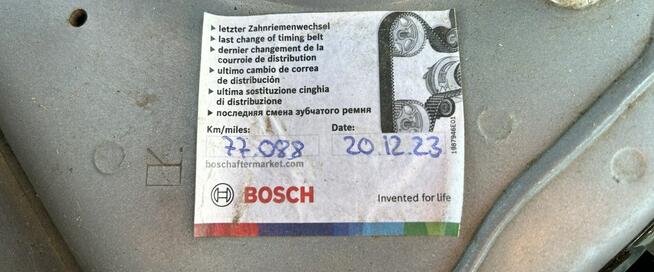 ▸ letzter Zahnriemenwechsel
▸ last change of timing belt
▸ dernier changement de la
courroie de distribution
▸ ultimo cambio de correa
de distribución
▸ ultima sostituzione cinghia
di distribuzione
▸ последняя смена зубчатого ремня
Km/miles: Date:
77.088 20.12.23
boschaftermarket.com
BOSCH
Invented for life
1987946E01